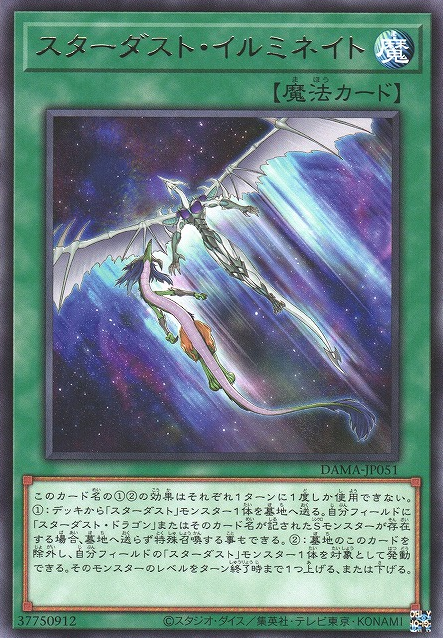 スターダスト・イルミネイト
魔
【魔法カード】
DAMA-JP051
このカード名の①②の効果はそれぞれ1ターンに1度しか使用できない。
①:デッキから「スターダスト」モンスター1体を墓地へ送る。自分フィールドに
「スターダスト・ドラゴン」またはそのカード名が記されたSモンスターが存在
する場合、墓地へ送らず特殊召喚する事もできる。②:墓地のこのカードを
除外し、自分フィールドの「スターダスト」モンスター1体を対象として発動
できる。そのモンスターのレベルをターン終了時まで1つ上げる、または下げる。
37750912
©スタジオ・ダイス/集英社・テレビ東京・KONAMI